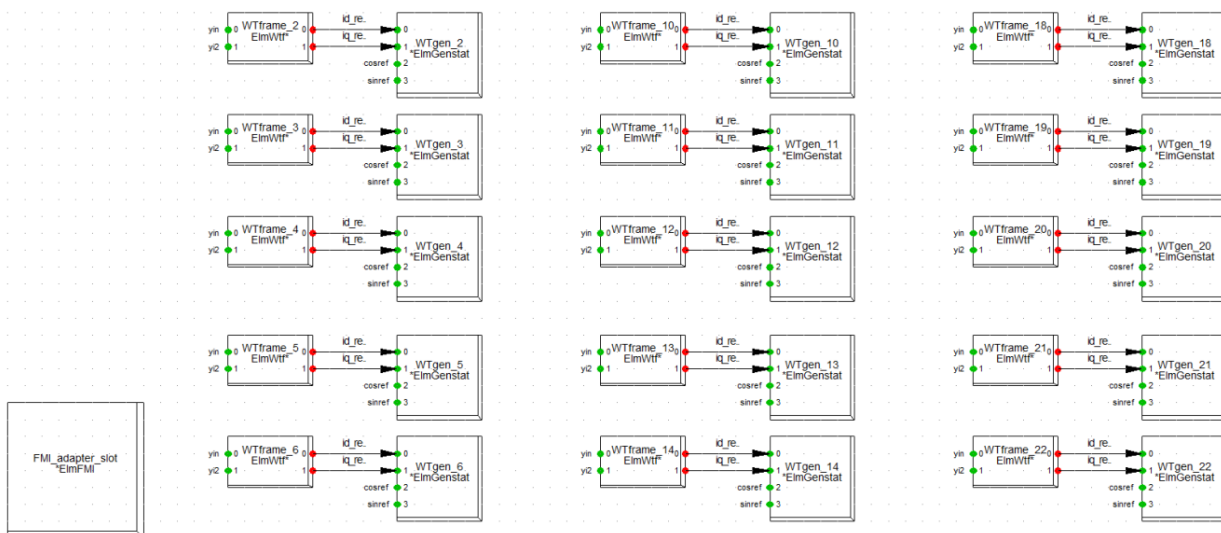 yin 0 WTframe_2 0 id_re.. 0 yin 0 WTframe_10 0 id_re.. 0 yin 0 WTframe_18 0 id_re.. 0
yi2 1 ElmWtf* 1 iq_re.. 1 WTgen_2 yi2 1 ElmWtf* 1 iq_re.. 1 WTgen_10 yi2 1 ElmWtf* 1 iq_re.. 1 WTgen_18
*ElmGenstat *ElmGenstat *ElmGenstat
cosref 2 cosref 2 cosref 2
sinref 3 sinref 3 sinref 3
yin 0 WTframe_3 0 id_re.. 0 yin 0 WTframe_11 0 id_re.. 0 yin 0 WTframe_19 0 id_re.. 0
yi2 1 ElmWtf* 1 iq_re.. 1 WTgen_3 yi2 1 ElmWtf* 1 iq_re.. 1 WTgen_11 yi2 1 ElmWtf* 1 iq_re.. 1 WTgen_19
*ElmGenstat *ElmGenstat *ElmGenstat
cosref 2 cosref 2 cosref 2
sinref 3 sinref 3 sinref 3
yin 0 WTframe_4 0 id_re.. 0 yin 0 WTframe_12 0 id_re.. 0 yin 0 WTframe_20 0 id_re.. 0
yi2 1 ElmWtf* 1 iq_re.. 1 WTgen_4 yi2 1 ElmWtf* 1 iq_re.. 1 WTgen_12 yi2 1 ElmWtf* 1 iq_re.. 1 WTgen_20
*ElmGenstat *ElmGenstat *ElmGenstat
cosref 2 cosref 2 cosref 2
sinref 3 sinref 3 sinref 3
yin 0 WTframe_5 0 id_re.. 0 yin 0 WTframe_13 0 id_re.. 0 yin 0 WTframe_21 0 id_re.. 0
yi2 1 ElmWtf* 1 iq_re.. 1 WTgen_5 yi2 1 ElmWtf* 1 iq_re.. 1 WTgen_13 yi2 1 ElmWtf* 1 iq_re.. 1 WTgen_21
*ElmGenstat *ElmGenstat *ElmGenstat
cosref 2 cosref 2 cosref 2
sinref 3 sinref 3 sinref 3
yin 0 WTframe_6 0 id_re.. 0 yin 0 WTframe_14 0 id_re.. 0 yin 0 WTframe_22 0 id_re.. 0
FMI_adapter_slot
*ElmFMI
yi2 1 ElmWtf* 1 iq_re.. 1 WTgen_6 yi2 1 ElmWtf* 1 iq_re.. 1 WTgen_14 yi2 1 ElmWtf* 1 iq_re.. 1 WTgen_22
*ElmGenstat *ElmGenstat *ElmGenstat
cosref 2 cosref 2 cosref 2
sinref 3 sinref 3 sinref 3